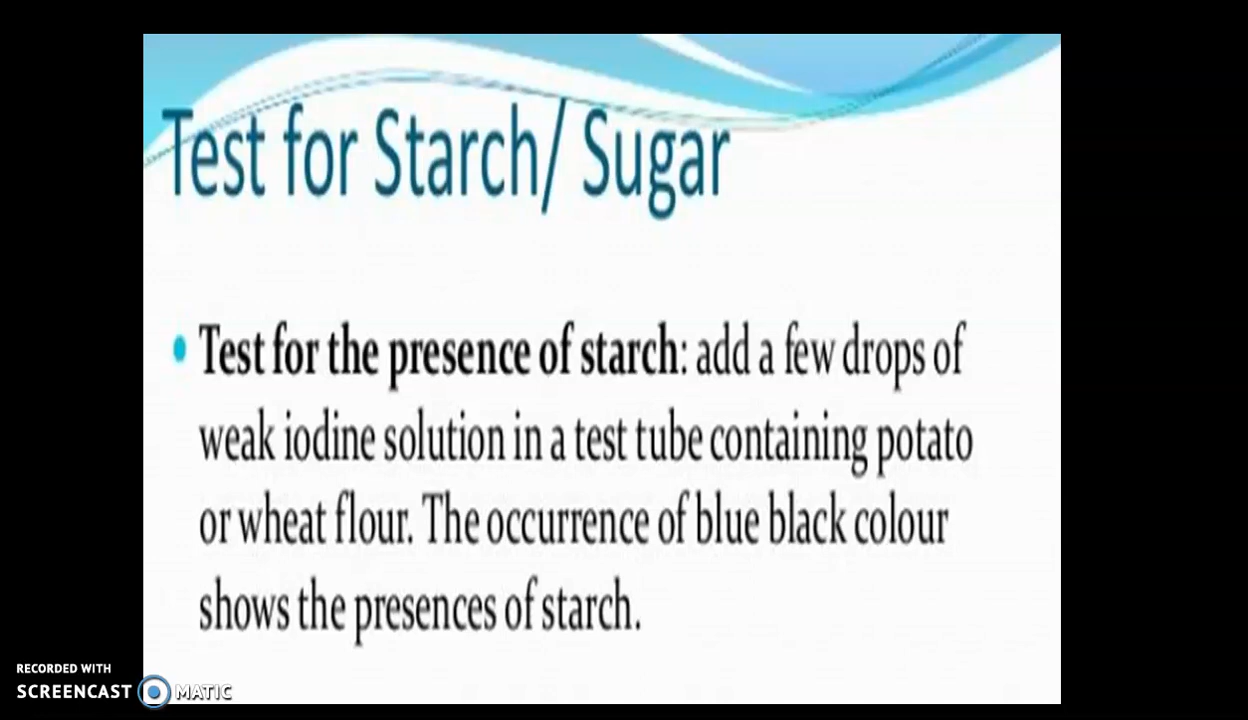 Test for Starch/ Sugar
• Test for the presence of starch: add a few drops of
weak iodine solution in a test tube containing potato
or wheat flour. The occurrence of blue black colour
shows the presences of starch.
RECORDED WITH
SCREENCAST MATIC